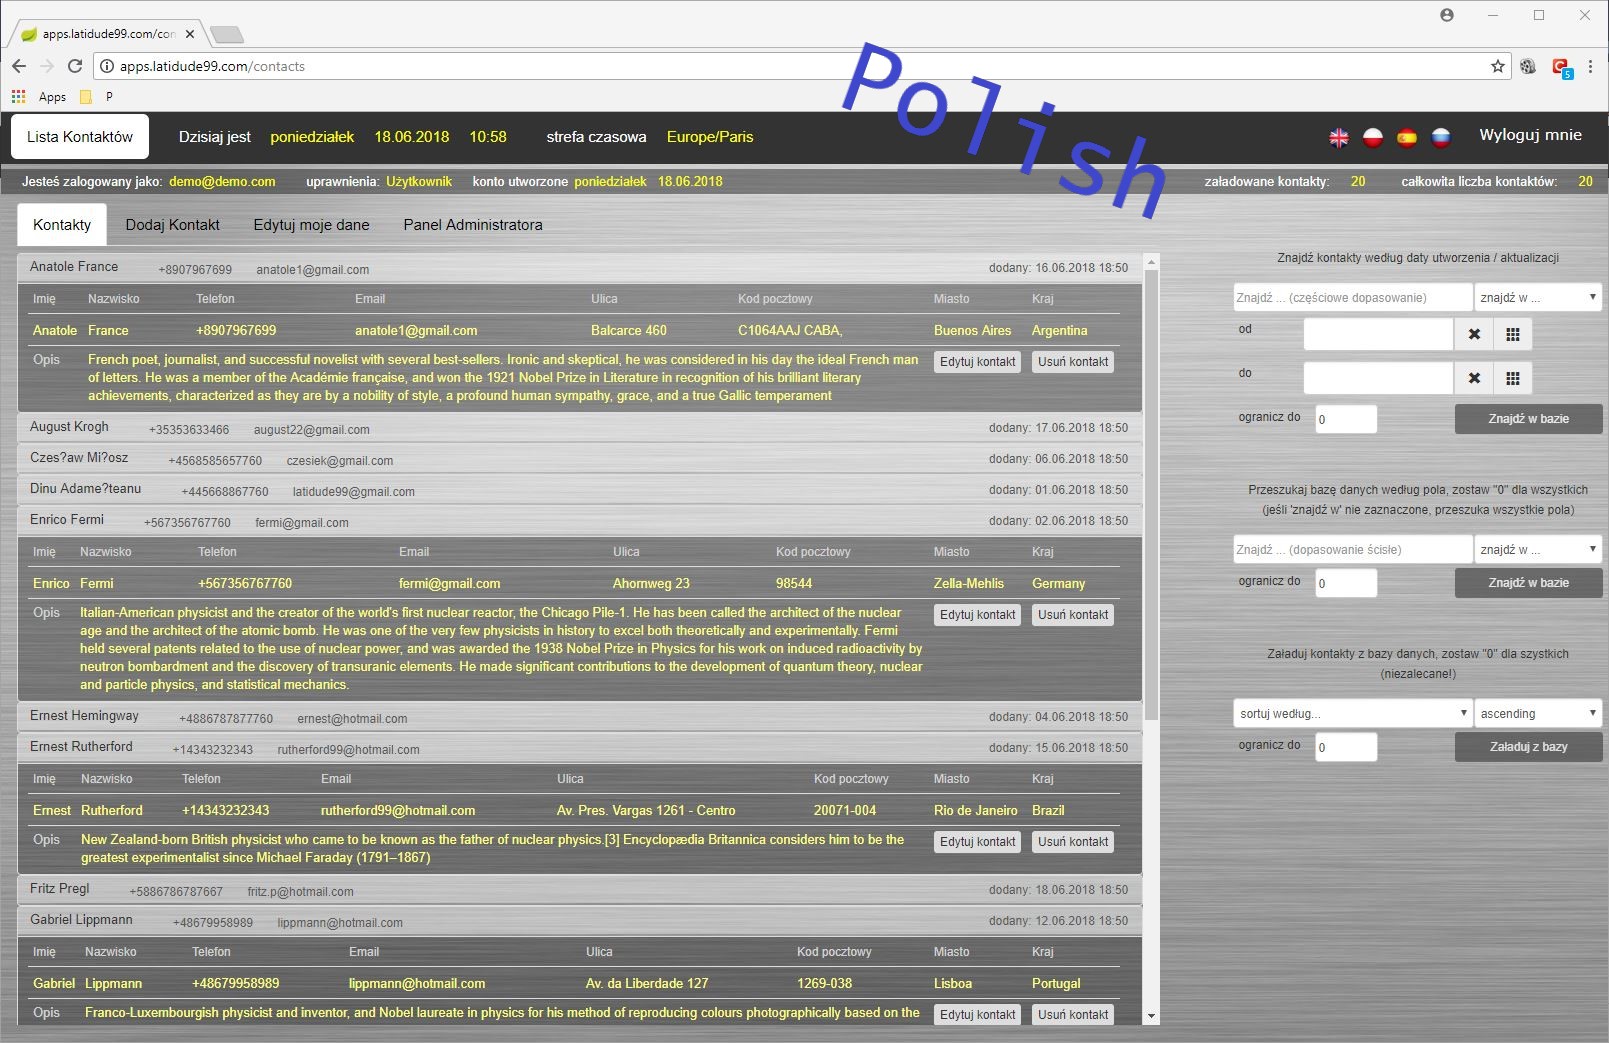 apps.latidude99.com/con
apps.latidude99.com/contacts
5
Apps P
Polish
Lista Kontaktów Dzisiaj jest poniedziałek 18.06.2018 10:58 strefa czasowa Europe/Paris Wyloguj mnie
Jesteś zalogowany jako: demo@demo.com uprawnienia: Użytkownik konto utworzone poniedziałek 18.06.2018 załadowane kontakty: 20 całkowita liczba kontaktów: 20
Kontakty Dodaj Kontakt Edytuj moje dane Panel Administratora
Anatole France +8907967699 anatole1@gmail.com dodany: 16.06.2018 18:50
Imię Nazwisko Telefon Email Ulica Kod pocztowy Miasto Kraj
Anatole France +8907967699 anatole1@gmail.com Balcarce 460 C1064AAJ CABA, Buenos Aires Argentina
Opis French poet, journalist, and successful novelist with several best-sellers. Ironic and skeptical, he was considered in his day the ideal French man Edytuj kontakt Usuń kontakt
of letters. He was a member of the Académie française, and won the 1921 Nobel Prize in Literature in recognition of his brilliant literary
achievements, characterized as they are by a nobility of style, a profound human sympathy, grace, and a true Gallic temperament
August Krogh +35353633466 august22@gmail.com dodany: 17.06.2018 18:50
Czes?aw Mi?osz +4568585657760 czesiek@gmail.com dodany: 06.06.2018 18:50
Dinu Adame?teanu +445668867760 latidude99@gmail.com dodany: 01.06.2018 18:50
Enrico Fermi +567356767760 fermi@gmail.com dodany: 02.06.2018 18:50
Imię Nazwisko Telefon Email Ulica Kod pocztowy Miasto Kraj
Enrico Fermi +567356767760 fermi@gmail.com Ahornweg 23 98544 Zella-Mehlis Germany
Opis Italian-American physicist and the creator of the world's first nuclear reactor, the Chicago Pile-1. He has been called the architect of the nuclear Edytuj kontakt Usuń kontakt
age and the architect of the atomic bomb. He was one of the very few physicists in history to excel both theoretically and experimentally. Fermi
held several patents related to the use of nuclear power, and was awarded the 1938 Nobel Prize in Physics for his work on induced radioactivity by
neutron bombardment and the discovery of transuranic elements. He made significant contributions to the development of quantum theory, nuclear
and particle physics, and statistical mechanics.
Ernest Hemingway +4886787877760 ernest@hotmail.com dodany: 04.06.2018 18:50
Ernest Rutherford +14343232343 rutherford99@hotmail.com dodany: 15.06.2018 18:50
Imię Nazwisko Telefon Email Ulica Kod pocztowy Miasto Kraj
Ernest Rutherford +14343232343 rutherford99@hotmail.com Av. Pres. Vargas 1261 - Centro 20071-004 Rio de Janeiro Brazil
Opis New Zealand-born British physicist who came to be known as the father of nuclear physics.[3] Encyclopædia Britannica considers him to be the Edytuj kontakt Usuń kontakt
greatest experimentalist since Michael Faraday (1791–1867)
Fritz Pregl +5886786787667 fritz.p@hotmail.com dodany: 18.06.2018 18:50
Gabriel Lippmann +48679958989 lippmann@hotmail.com dodany: 12.06.2018 18:50
Imię Nazwisko Telefon Email Ulica Kod pocztowy Miasto Kraj
Gabriel Lippmann +48679958989 lippmann@hotmail.com Av. da Liberdade 127 1269-038 Lisboa Portugal
Opis Franco-Luxembourgish physicist and inventor, and Nobel laureate in physics for his method of reproducing colours photographically based on the Edytuj kontakt Usuń kontakt
Znajdź kontakty według daty utworzenia / aktualizacji
Znajdź ... (częściowe dopasowanie) znajdź w ...
od
do
ogranicz do 0 Znajdź w bazie
Przeszukaj bazę danych według pola, zostaw "0" dla wszystkich
(jeśli 'znajdź w' nie zaznaczone, przeszuka wszystkie pola)
Znajdź ... (dopasowanie ścisłe) znajdź w ...
ogranicz do 0 Znajdź w bazie
Załaduj kontakty z bazy danych, zostaw "0" dla szystkich
(niezalecane!)
sortuj według... ascending
ogranicz do 0 Załaduj z bazy